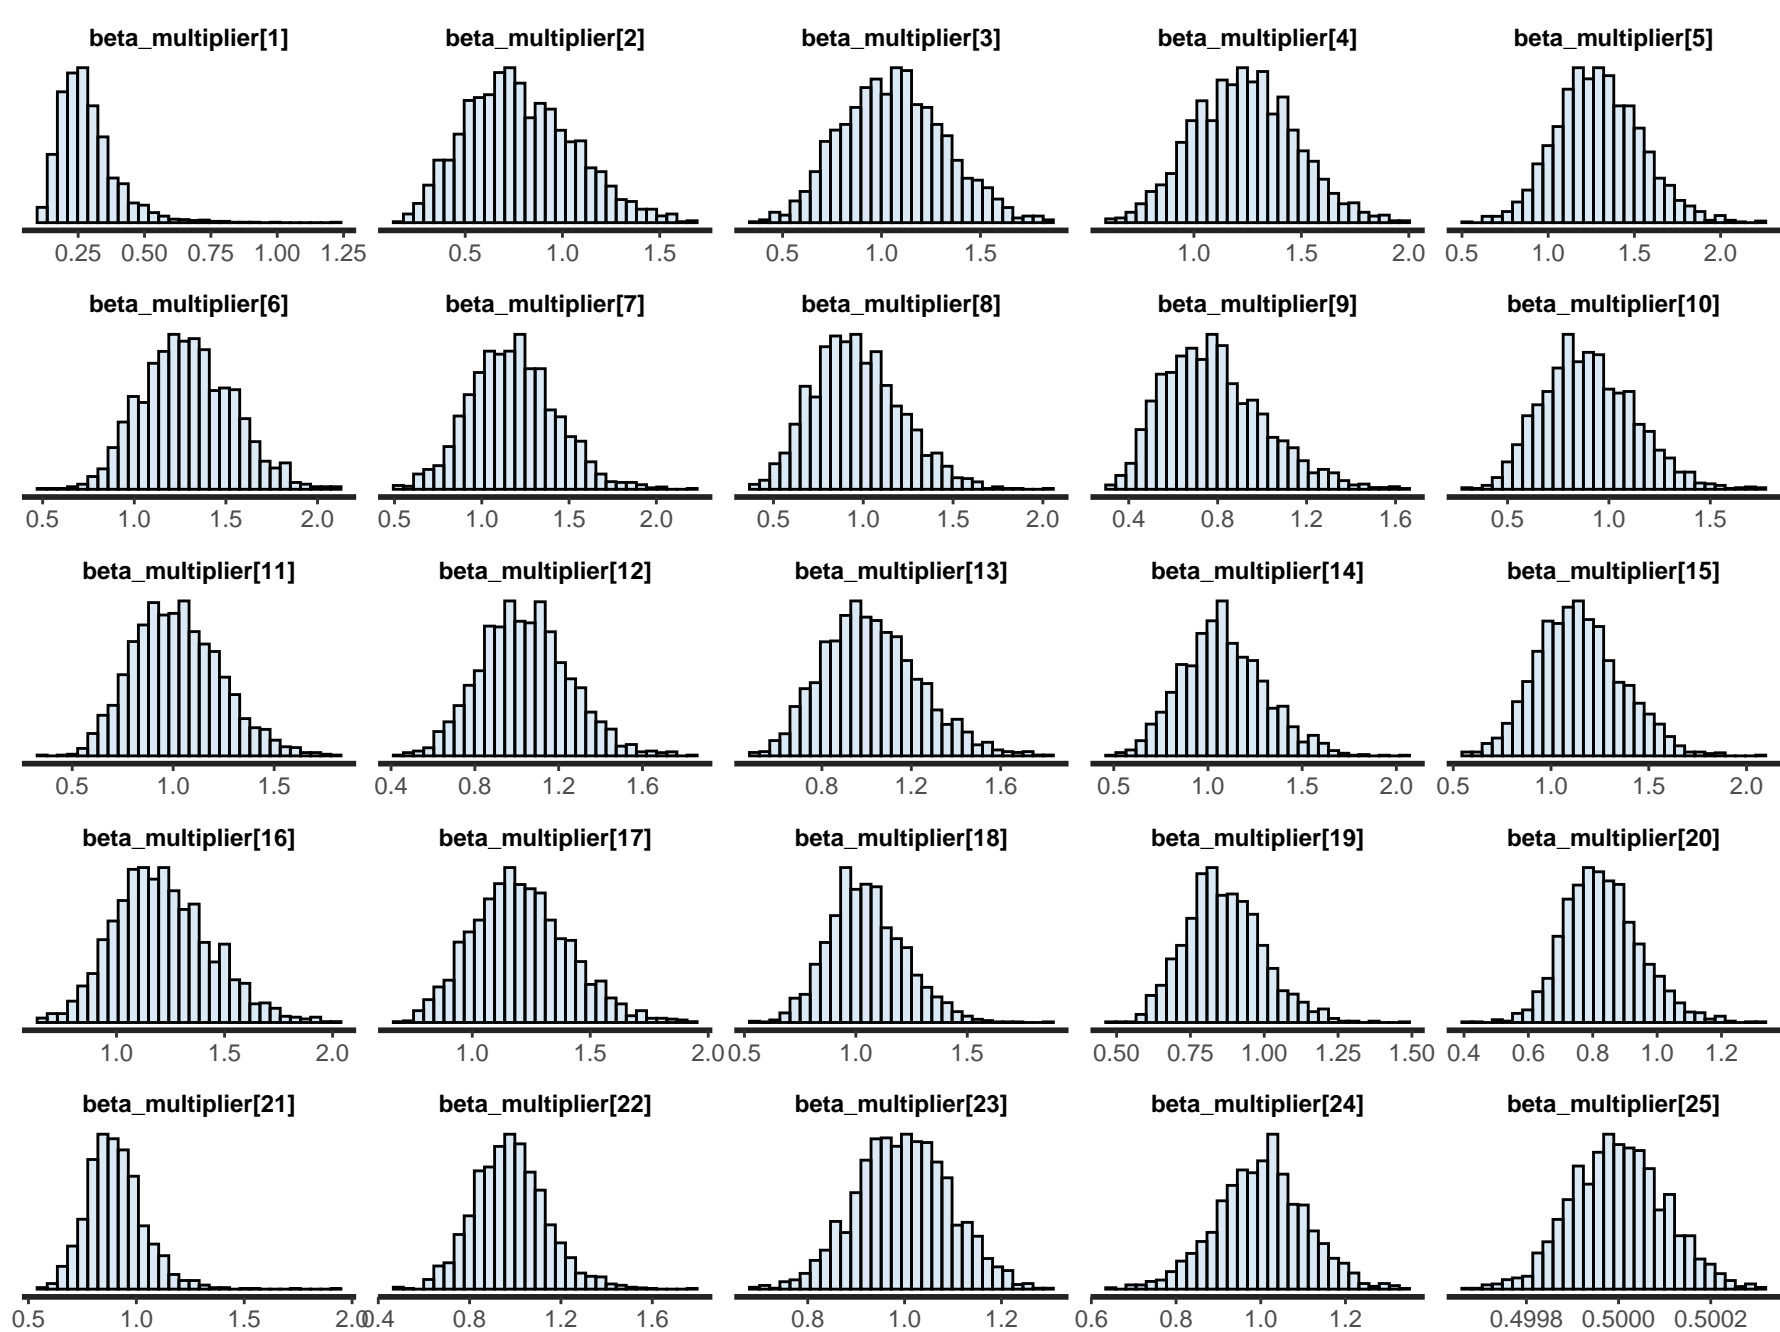 beta_multiplier[1] beta_multiplier[2] beta_multiplier[3] beta_multiplier[4] beta_multiplier[5]
0.25 0.50 0.75 1.00 1.25 0.5 1.0 1.5 0.5 1.0 1.5 1.0 1.5 2.0 0.5 1.0 1.5 2.0
beta_multiplier[6] beta_multiplier[7] beta_multiplier[8] beta_multiplier[9] beta_multiplier[10]
0.5 1.0 1.5 2.0 0.5 1.0 1.5 2.0 0.5 1.0 1.5 2.0 0.4 0.8 1.2 1.6 0.5 1.0 1.5
beta_multiplier[11] beta_multiplier[12] beta_multiplier[13] beta_multiplier[14] beta_multiplier[15]
0.5 1.0 1.5 0.4 0.8 1.2 1.6 0.8 1.2 1.6 0.5 1.0 1.5 2.0 0.5 1.0 1.5 2.0
beta_multiplier[16] beta_multiplier[17] beta_multiplier[18] beta_multiplier[19] beta_multiplier[20]
1.0 1.5 2.0 1.0 1.5 2.0 0.5 1.0 1.5 0.50 0.75 1.00 1.25 1.50 0.4 0.6 0.8 1.0 1.2
beta_multiplier[21] beta_multiplier[22] beta_multiplier[23] beta_multiplier[24] beta_multiplier[25]
0.5 1.0 1.5 2.0 0.4 0.8 1.2 1.6 0.8 1.0 1.2 0.6 0.8 1.0 1.2 0.4998 0.5000 0.5002